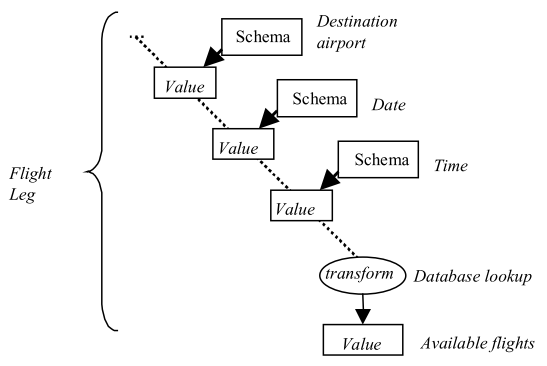 Destination
airport
Schema
Value
Schema
Date
Value
Schema
Time
Flight
Leg
Value
transform
Database lookup
Value
Available flights